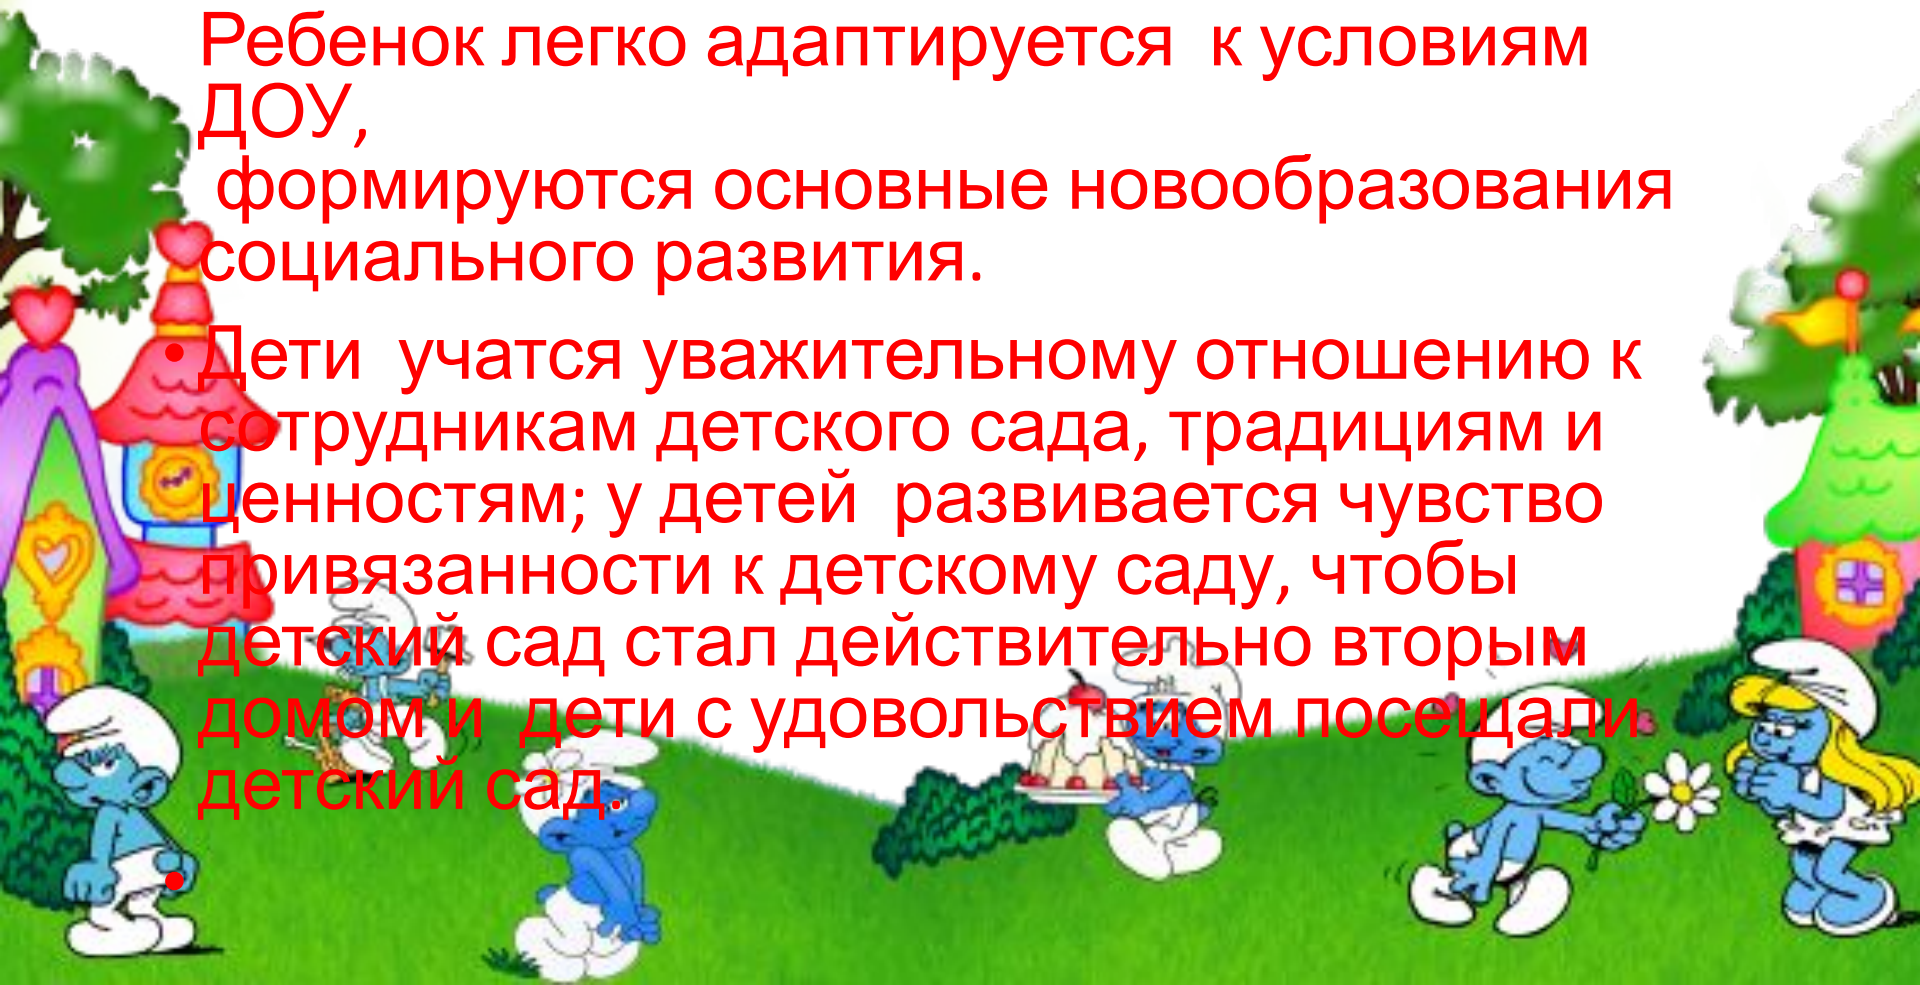 Ребенок легко адаптируется  к условиям
ДОУ,
формируются основные новообразования
социального развития.
• Дети  учатся уважительному отношению к
сотрудникам детского сада, традициям и
ценностям; у детей  развивается чувство
привязанности к детскому саду, чтобы
детский сад стал действительно вторым
домом и  дети с удовольствием посещали
детский сад.
•